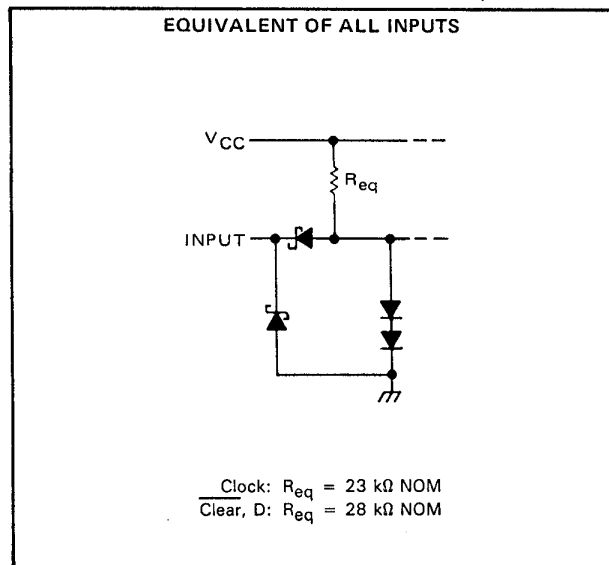 EQUIVALENT OF ALL INPUTS
VCC
Req
INPUT
Clock: Req = 23 kΩ NOM
Clear, D: Req = 28 kΩ NOM